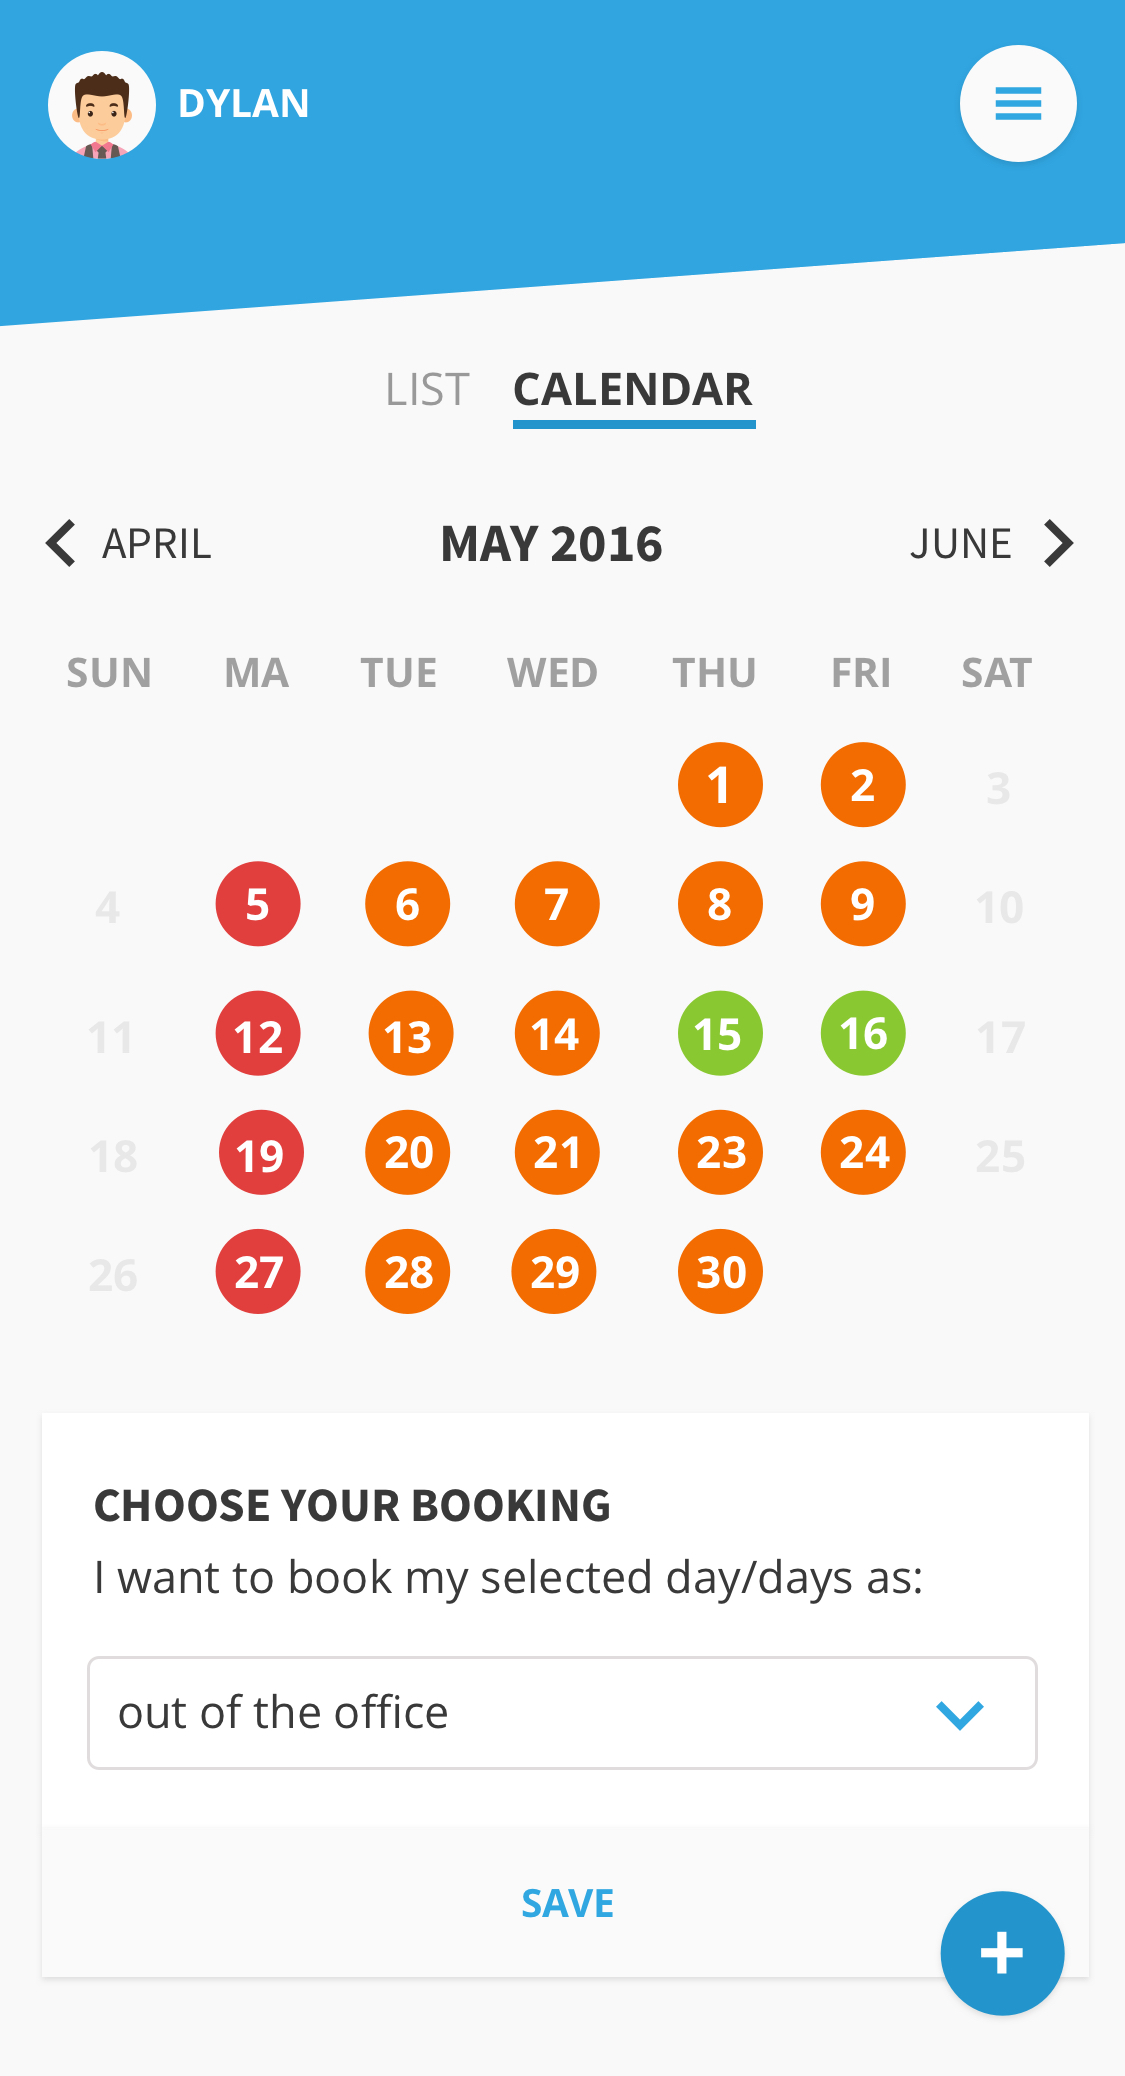 DYLAN
LIST CALENDAR
APRIL MAY 2016 JUNE
SUN MA TUE WED THU FRI SAT
1 2 3
4 5 6 7 8 9 10
11 12 13 14 15 16 17
18 19 20 21 23 24 25
26 27 28 29 30
CHOOSE YOUR BOOKING
I want to book my selected day/days as:
out of the office
SAVE
+